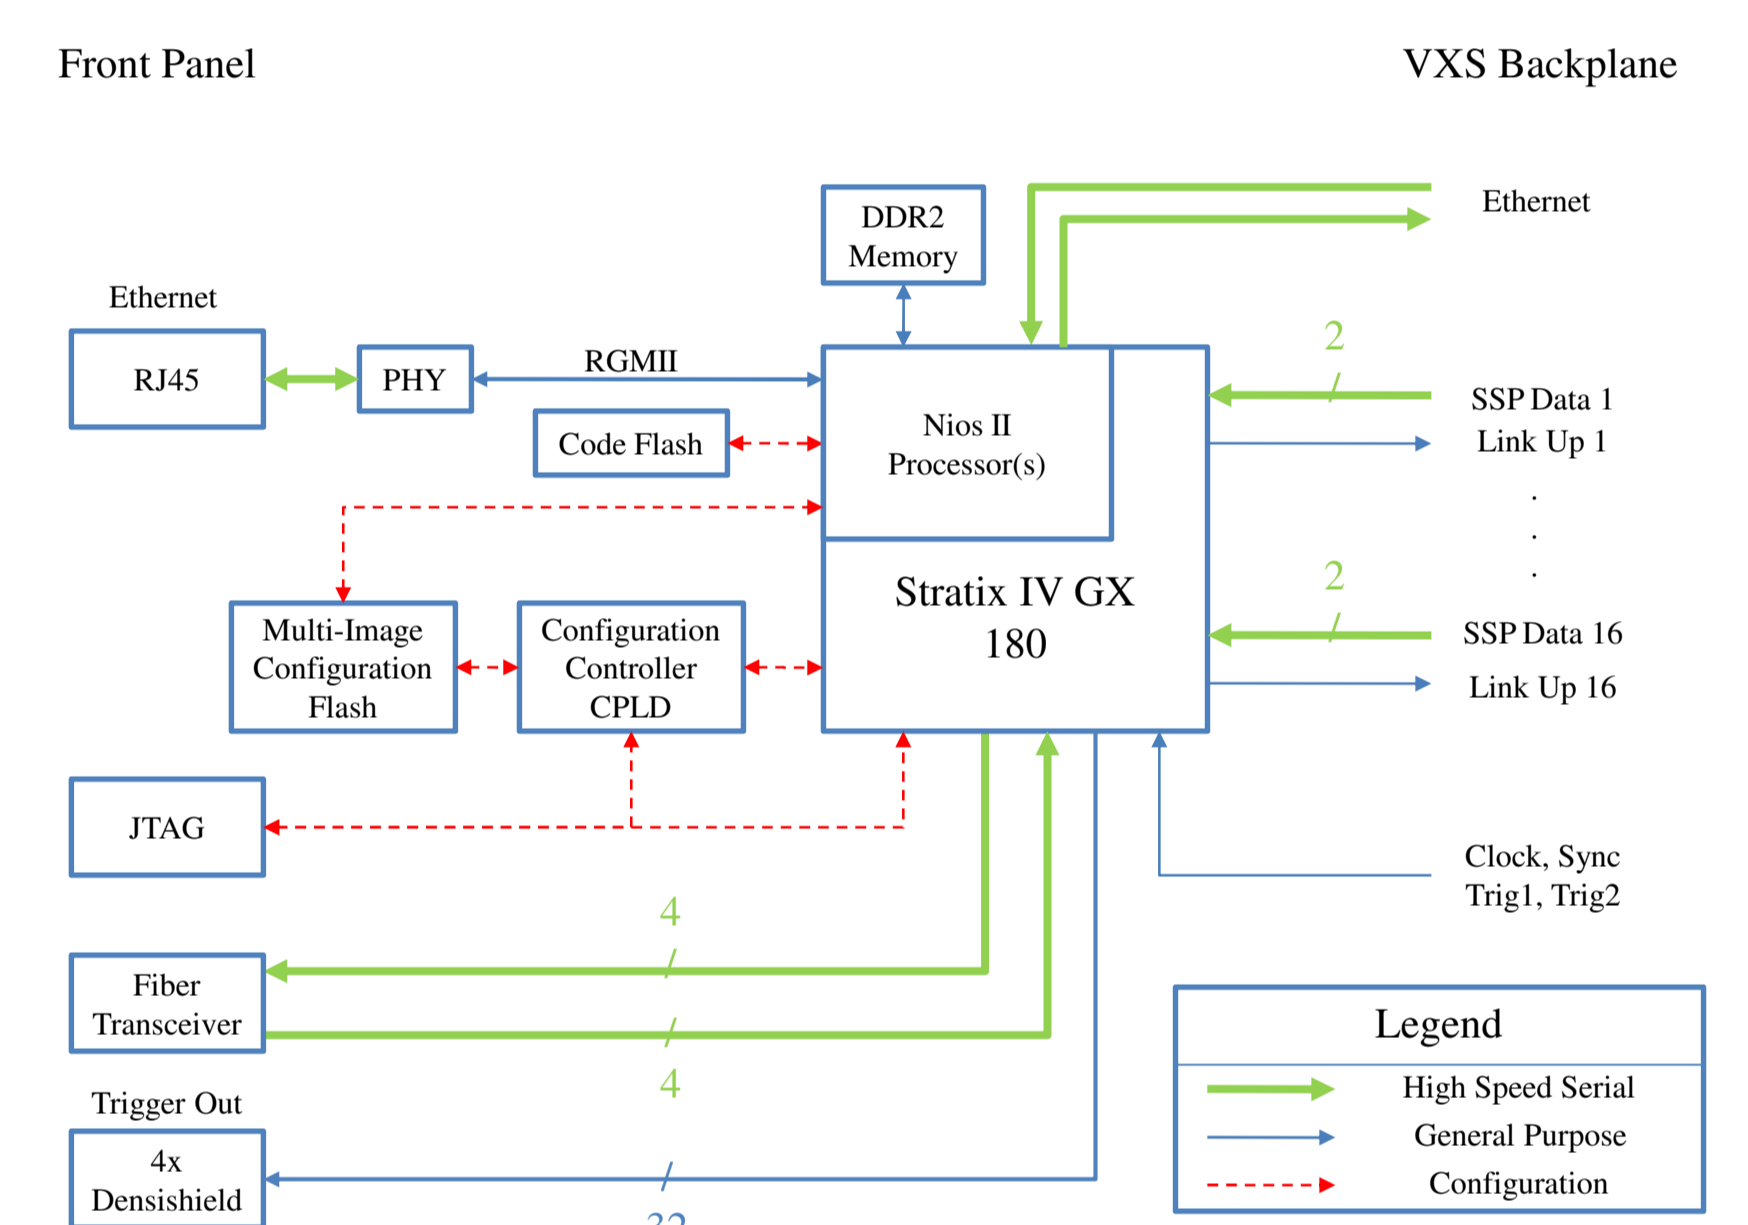 Front Panel
VXS Backplane
DDR2
Memory
Ethernet
Ethernet
RJ45
PHY
RGMII
Code Flash
Nios II
Processor(s)
2
SSP Data 1
Link Up 1
.
.
.
2
SSP Data 16
Link Up 16
Stratix IV GX
180
Multi-Image
Configuration
Flash
Configuration
Controller
CPLD
JTAG
Clock, Sync
Trig1, Trig2
4
Fiber
Transceiver
4
Trigger Out
4x
Densishield
32
Legend
High Speed Serial
General Purpose
Configuration